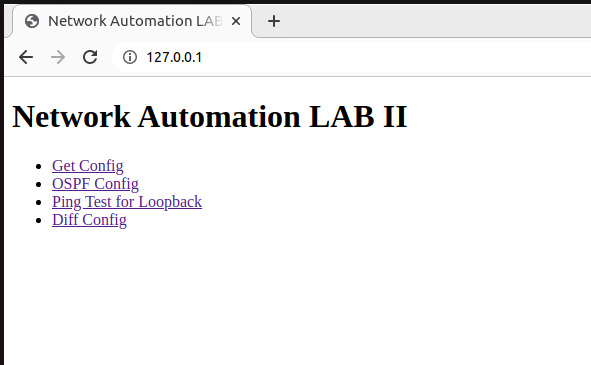 Network Automation LAB
127.0.0.1
Network Automation LAB II
Get Config
OSPF Config
Ping Test for Loopback
Diff Config